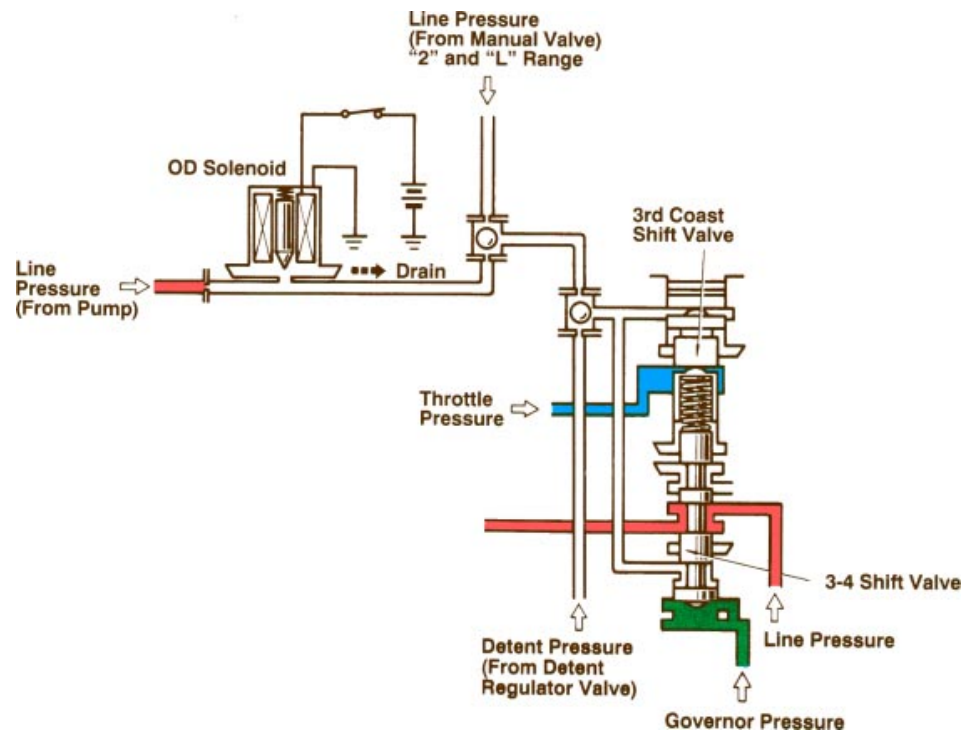 Line Pressure
(From Manual Valve)
“2” and “L” Range
OD Solenoid
3rd Coast
Shift Valve
Line
Pressure
(From Pump)
Drain
Throttle
Pressure
3-4 Shift Valve
Detent Pressure
(From Detent
Regulator Valve)
Line Pressure
Governor Pressure